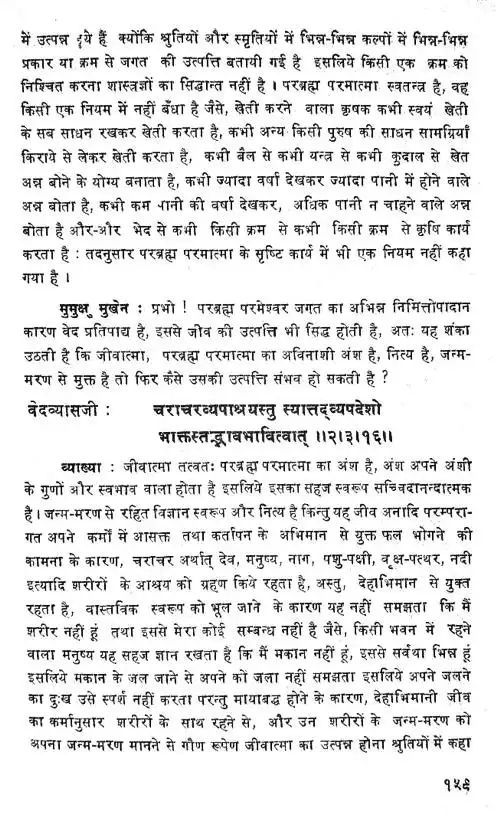 में उत्पन्न हुये हैं क्योंकि श्रुतियों और स्मृतियों में भिन्न-भिन्न कल्पों में भिन्न-भिन्न
प्रकार या क्रम से जगत की उत्पत्ति बतायी गई है इसलिये किसी एक क्रम को
निश्चित करना शास्त्रज्ञों का सिद्धान्त नहीं है । परब्रह्म परमात्मा स्वतन्त्र है, वह
किसी एक नियम में नहीं बँधा है जैसे, खेती करने वाला कृषक कभी स्वयं खेती
के सब साधन रखकर खेती करता है, कभी अन्य किसी पुरुष की साधन सामग्रियाँ
किराये से लेकर खेती करता है, कभी बैल से कभी यन्त्र से कभी कुदाल से खेत
अन्न बोने के योग्य बनाता है, कभी ज्यादा वर्षा देखकर ज्यादा पानी में होने वाले
अन्न बोता है, कभी कम पानी की वर्षा देखकर, अधिक पानी न चाहने वाले अन्न
बोता है और-और भेद से कभी किसी क्रम से कभी किसी क्रम से कृषि कार्य
करता है : तदनुसार परब्रह्म परमात्मा के सृष्टि कार्य में भी एक नियम नहीं कहा
गया है ।
मुमुक्षु मुखेन : प्रभो ! परब्रह्म परमेश्वर जगत का अभिन्न निमित्तोपादान
कारण वेद प्रतिपाद्य है, इससे जीव की उत्पत्ति भी सिद्ध होती है, अतः यह शंका
उठती है कि जीवात्मा, परब्रह्म परमात्मा का अविनाशी अंश है, नित्य है, जन्म-
मरण से मुक्त है तो फिर कैसे उसकी उत्पत्ति संभव हो सकती है ?
वेदव्यासजी : चराचरव्यपाश्रयस्तु स्यात्तद्व्यपदेशो
भाक्तस्तद्भावभावित्वात् ।।२।३।१६।।
व्याख्या : जीवात्मा तत्वतः परब्रह्म परमात्मा का अंश है, अंश अपने अंशी
के गुणों और स्वभाव वाला होता है इसलिये इसका सहज स्वरूप सच्चिदानन्दात्मक
है । जन्म-मरण से रहित विज्ञान स्वरूप और नित्य है किन्तु यह जीव अनादि परम्परा-
गत अपने कर्मों में आसक्त तथा कर्तापन के अभिमान से युक्त फल भोगने की
कामना के कारण, चराचर अर्थात् देव, मनुष्य, नाग, पशु-पक्षी, वृक्ष-पत्थर, नदी
इत्यादि शरीरों के आश्रय को ग्रहण किये रहता है, अस्तु, देहाभिमान से युक्त
रहता है, वास्तविक स्वरूप को भूल जाने के कारण यह नहीं समझता कि मैं
शरीर नहीं हूं तथा इससे मेरा कोई सम्बन्ध नहीं है जैसे, किसी भवन में रहने
वाला मनुष्य यह सहज ज्ञान रखता है कि मैं मकान नहीं हूं, इससे सर्वथा भिन्न हूं
इसलिये मकान के जल जाने से अपने को जला नहीं समझता इसलिये अपने जलने
का दुःख उसे स्पर्श नहीं करता परन्तु मायाबद्ध होने के कारण, देहाभिमानी जीव
का कर्मानुसार शरीरों के साथ रहने से, और उन शरीरों के जन्म-मरण को
अपना जन्म-मरण मानने से गौण रूपेण जीवात्मा का उत्पन्न होना श्रुतियों में कहा
१५९